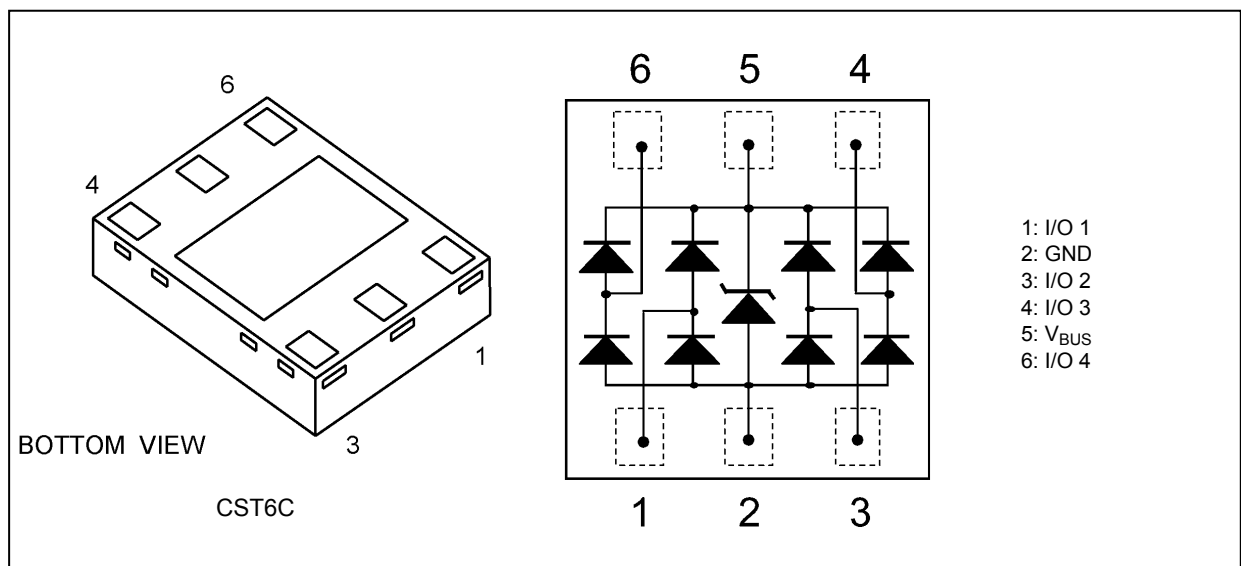 6
4
1
3
BOTTOM VIEW
CST6C
6 5 4
1 2 3
1: I/O 1
2: GND
3: I/O 2
4: I/O 3
5: VBUS
6: I/O 4